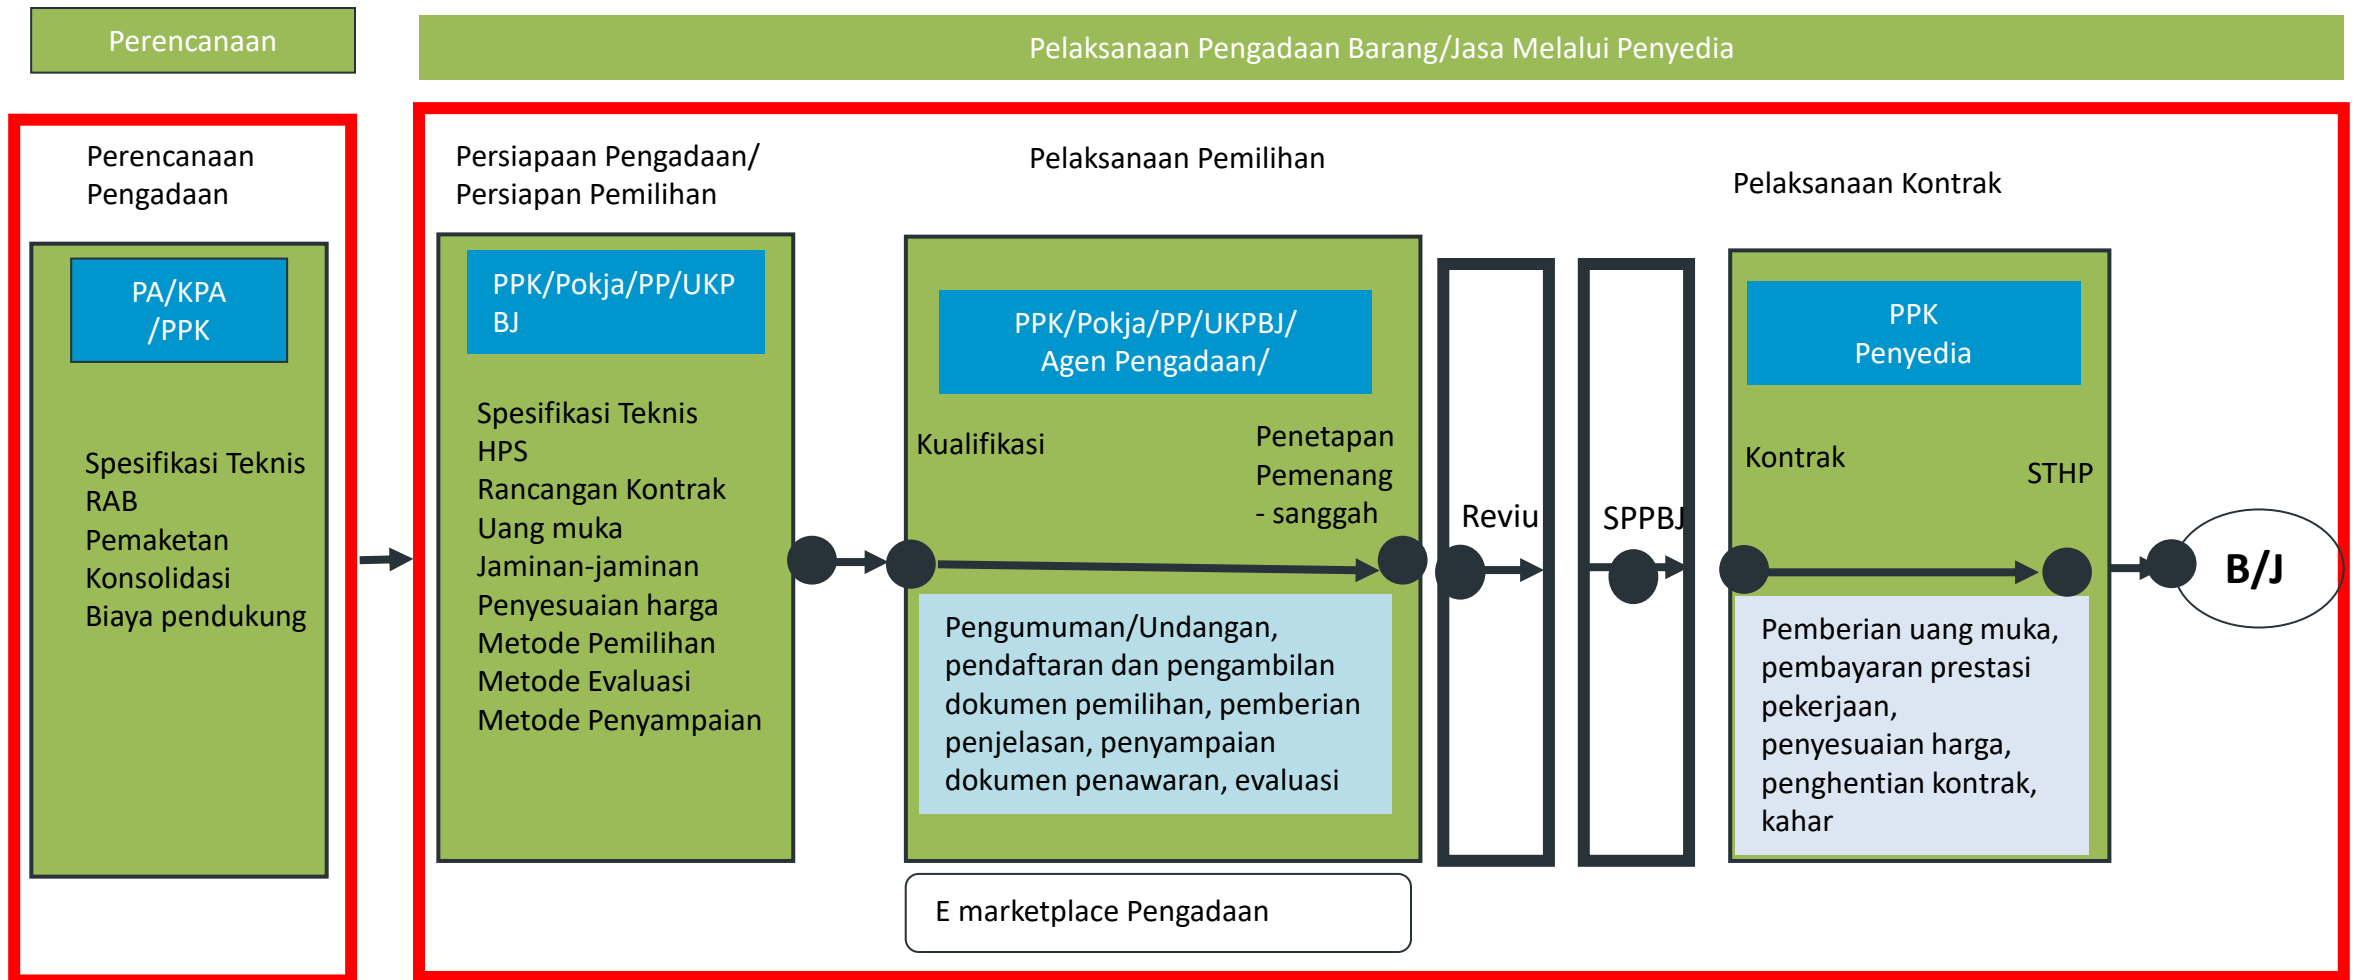 Perencanaan
Pelaksanaan Pengadaan Barang/Jasa Melalui Penyedia
Perencanaan
Pengadaan
PA/KPA
/PPK
Spesifikasi Teknis
RAB
Pemaketan
Konsolidasi
Biaya pendukung
Persiapaan Pengadaan/
Persiapan Pemilihan
PPK/Pokja/PP/UKP
BJ
Spesifikasi Teknis
HPS
Rancangan Kontrak
Uang muka
Jaminan-jaminan
Penyesuaian harga
Metode Pemilihan
Metode Evaluasi
Metode Penyampaian
Pelaksanaan Pemilihan
PPK/Pokja/PP/UKPBJ/
Agen Pengadaan/
Kualifikasi
Penetapan
Pemenang
- sanggah
Pengumuman/Undangan,
pendaftaran dan pengambilan
dokumen pemilihan, pemberian
penjelasan, penyampaian
dokumen penawaran, evaluasi
E marketplace Pengadaan
Reviu
SPPBJ
Pelaksanaan Kontrak
PPK
Penyedia
Kontrak
STHP
Pemberian uang muka,
pembayaran prestasi
pekerjaan,
penyesuaian harga,
penghentian kontrak,
kahar
B/J